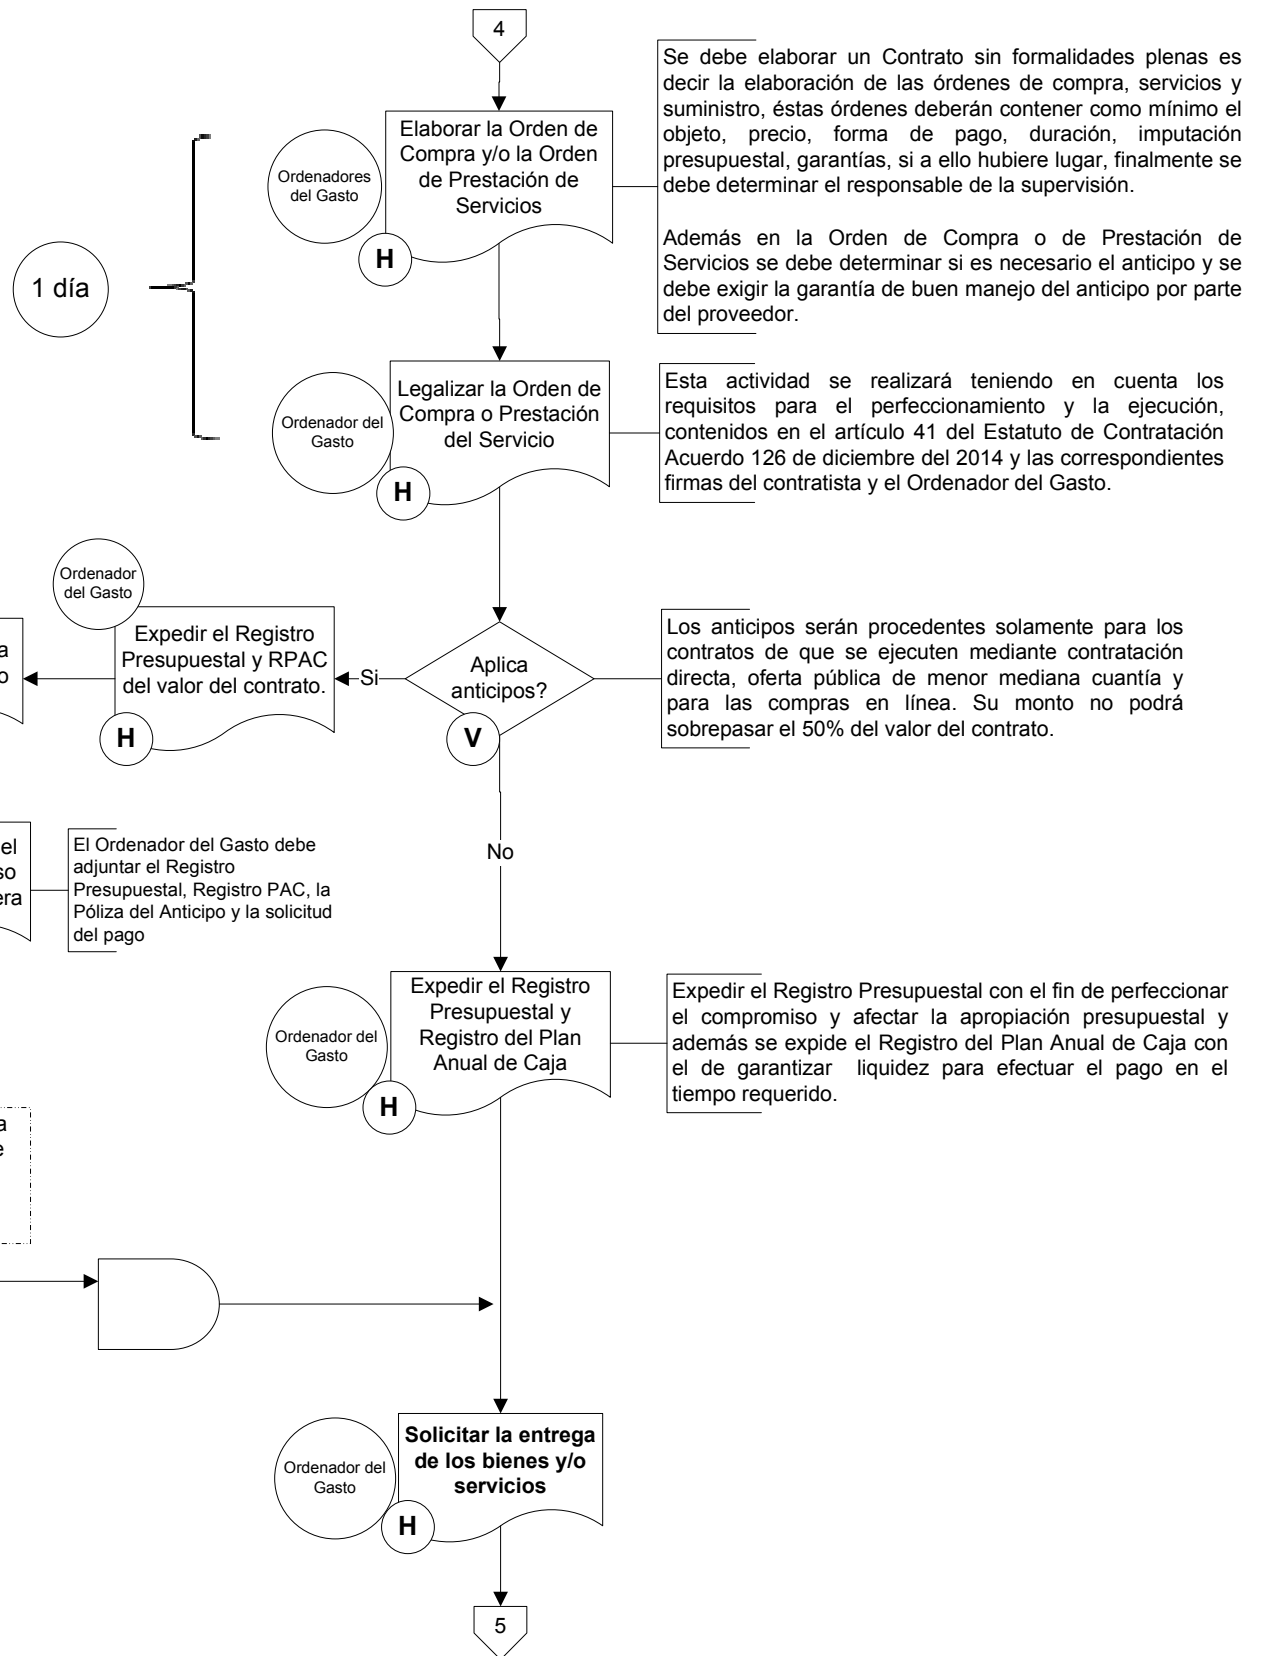 4
Se debe elaborar un Contrato sin formalidades plenas es
decir la elaboración de las órdenes de compra, servicios y
suministro, éstas órdenes deberán contener como mínimo el
objeto, precio, forma de pago, duración, imputación
presupuestal, garantías, si a ello hubiere lugar, finalmente se
debe determinar el responsable de la supervisión.
Además en la Orden de Compra o de Prestación de
Servicios se debe determinar si es necesario el anticipo y se
debe exigir la garantía de buen manejo del anticipo por parte
del proveedor.
Elaborar la Orden de
Compra y/o la Orden
de Prestación de
Servicios
Ordenadores
del Gasto
H
1 día
Legalizar la Orden de
Compra o Prestación
del Servicio
Ordenador del
Gasto
H
Esta actividad se realizará teniendo en cuenta los
requisitos para el perfeccionamiento y la ejecución,
contenidos en el artículo 41 del Estatuto de Contratación
Acuerdo 126 de diciembre del 2014 y las correspondientes
firmas del contratista y el Ordenador del Gasto.
Ordenador
del Gasto
Expedir el Registro
Presupuestal y RPAC
del valor del contrato.
H
a
o
Si
Aplica
anticipos?
V
Los anticipos serán procedentes solamente para los
contratos de que se ejecuten mediante contratación
directa, oferta pública de menor mediana cuantía y
para las compras en línea. Su monto no podrá
sobrepasar el 50% del valor del contrato.
No
el
so
era
El Ordenador del Gasto debe
adjuntar el Registro
Presupuestal, Registro PAC, la
Póliza del Anticipo y la solicitud
del pago
Expedir el Registro
Presupuestal y
Registro del Plan
Anual de Caja
Ordenador del
Gasto
H
Expedir el Registro Presupuestal con el fin de perfeccionar
el compromiso y afectar la apropiación presupuestal y
además se expide el Registro del Plan Anual de Caja con
el de garantizar liquidez para efectuar el pago en el
tiempo requerido.
a
e
Solicitar la entrega
de los bienes y/o
servicios
Ordenador del
Gasto
H
5